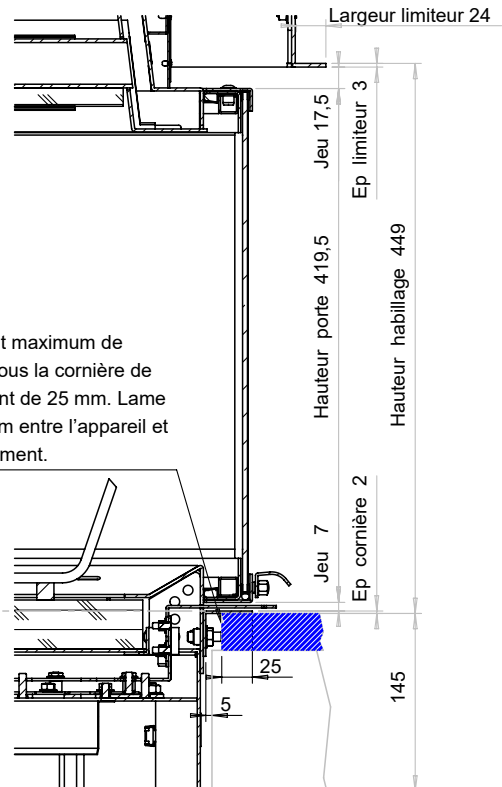 Largeur limiteur 24
Jeu 17,5
Ep limiteur 3
Hauteur porte 419,5
Hauteur habillage 449
t maximum de
ous la cornière de
nt de 25 mm. Lame
m entre l'appareil et
ment.
Jeu 7
Ep cornière 2
25
5
145